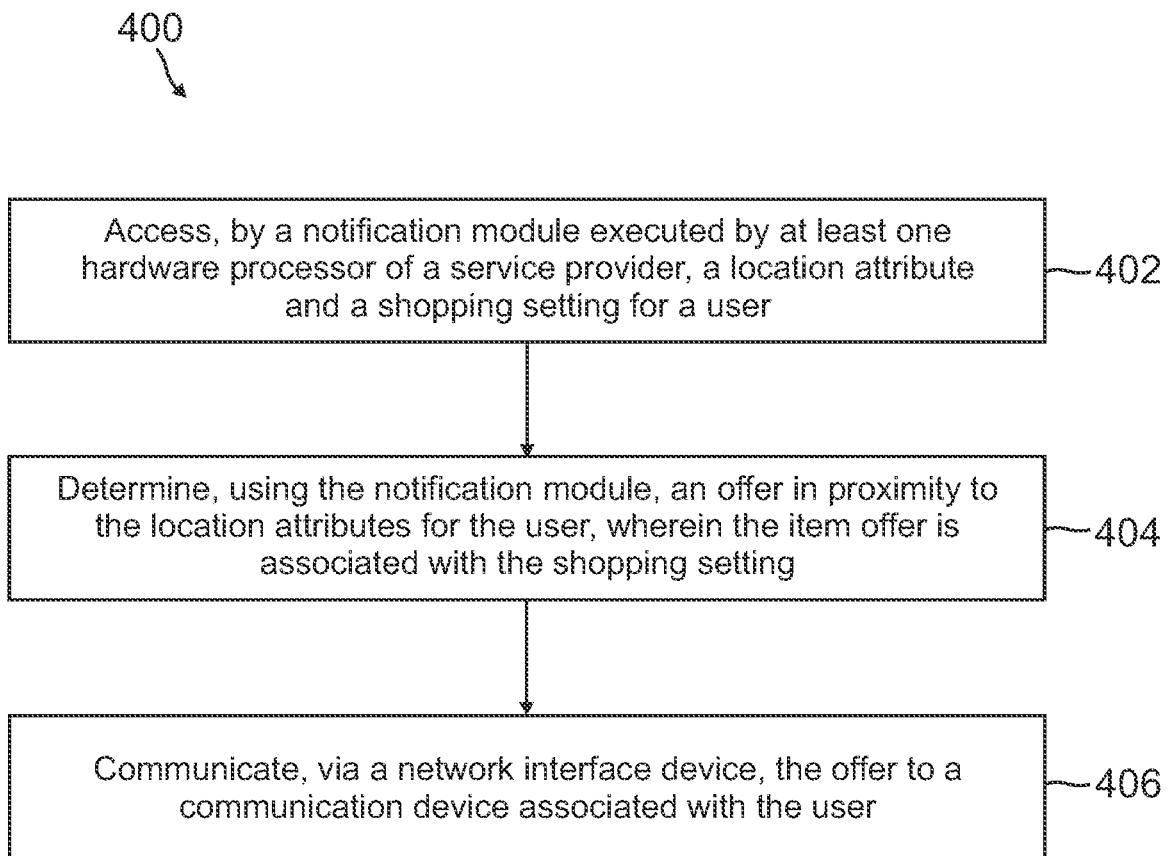 400
Access, by a notification module executed by at least one
hardware processor of a service provider, a location attribute
and a shopping setting for a user
402
Determine, using the notification module, an offer in proximity to
the location attributes for the user, wherein the item offer is
associated with the shopping setting
404
Communicate, via a network interface device, the offer to a
communication device associated with the user
406